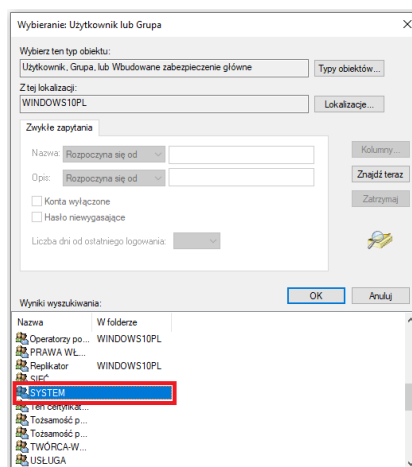 Wybieranie: Użytkownik lub Grupa
Wybierz ten typ obiektu:
Użytkownik, Grupa, lub Wbudowane zabezpieczenie główne
Typy obiektów...
Z tej lokalizacji:
WINDOWS10PL
Lokalizacje...
Zwykłe zapytania
Nazwa: Rozpoczyna się od
Kolumny...
Opis: Rozpoczyna się od
Znajdź teraz
Konta wyłączone
Zatrzymaj
Hasło niewygasające
Liczba dni od ostatniego logowania:
OK Anuluj
Wyniki wyszukiwania:
Nazwa W folderze
Operatorzy po... WINDOWS10PL
PRAWA WŁ...
Replikator WINDOWS10PL
SIEĆ
SYSTEM
Ten certyfikat...
Tożsamość p...
Tożsamość p...
TWÓRCA-W...
USŁUGA